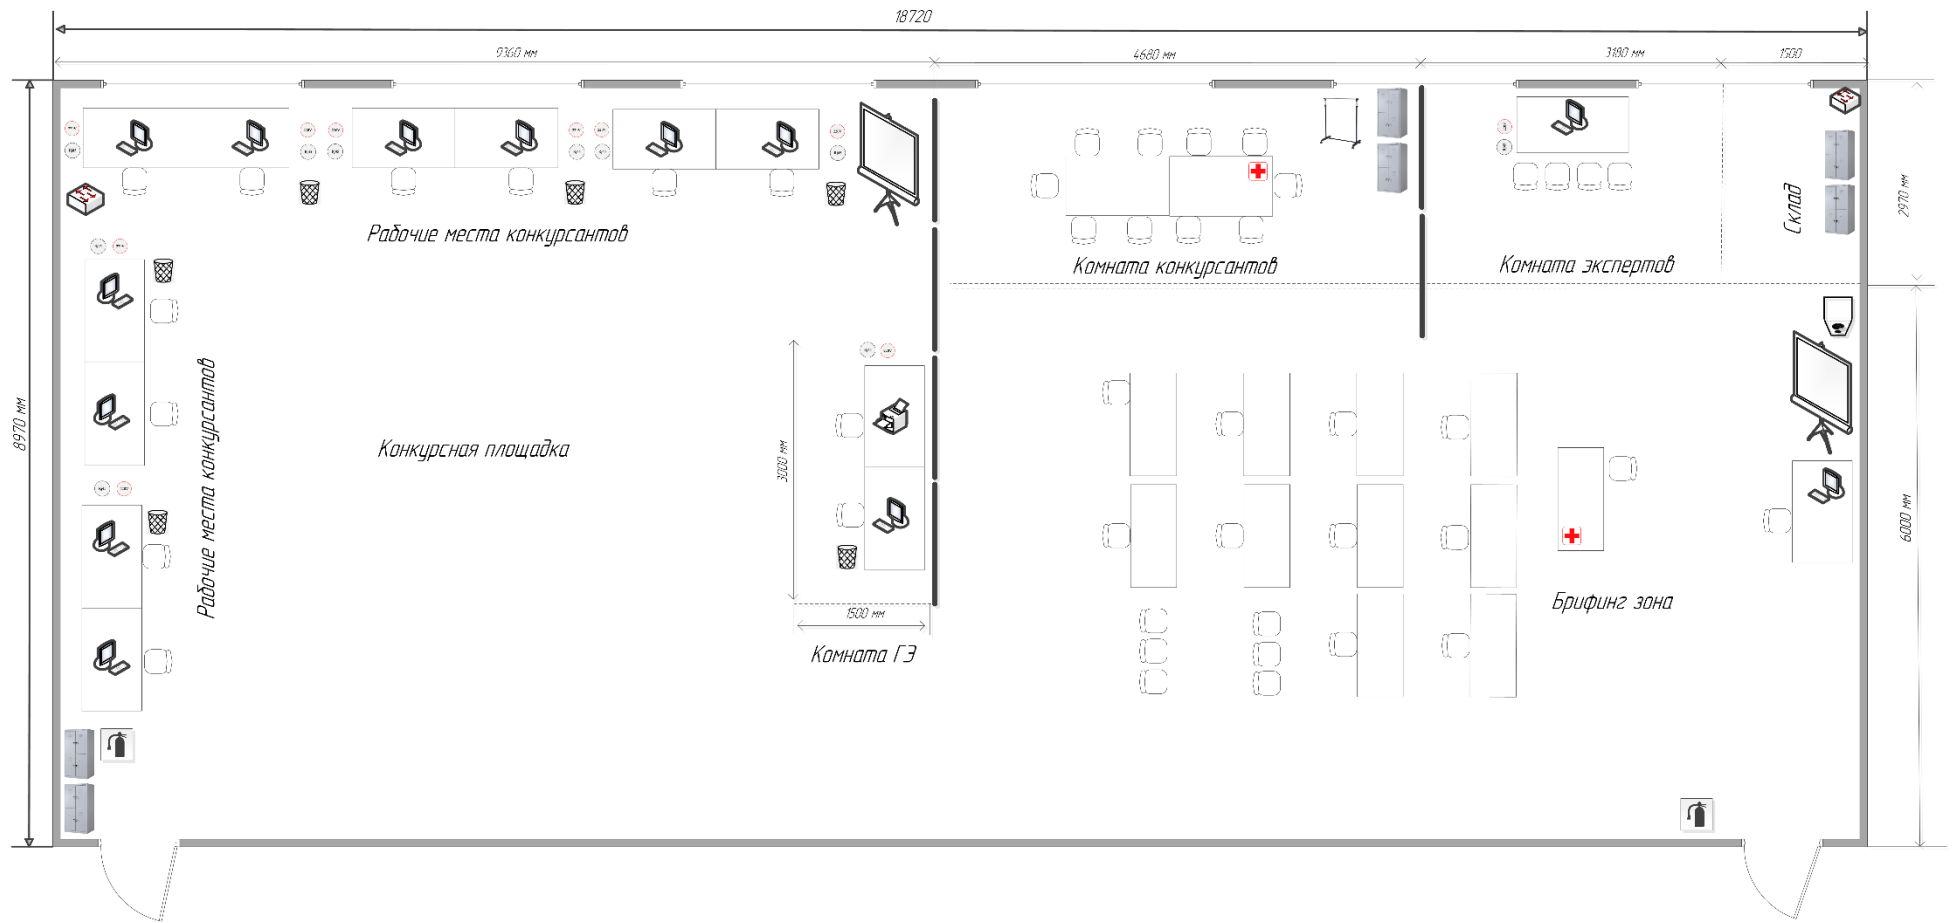 18720
9360 мм
4680 мм
3180 мм
1500
Рабочие места конкурсантов
Комната конкурсантов
Комната экспертов
Склад
2970 мм
8970 мм
Рабочие места конкурсантов
Конкурсная площадка
3000 мм
1500 мм
Комната ГЭ
Брифинг зона
6000 мм